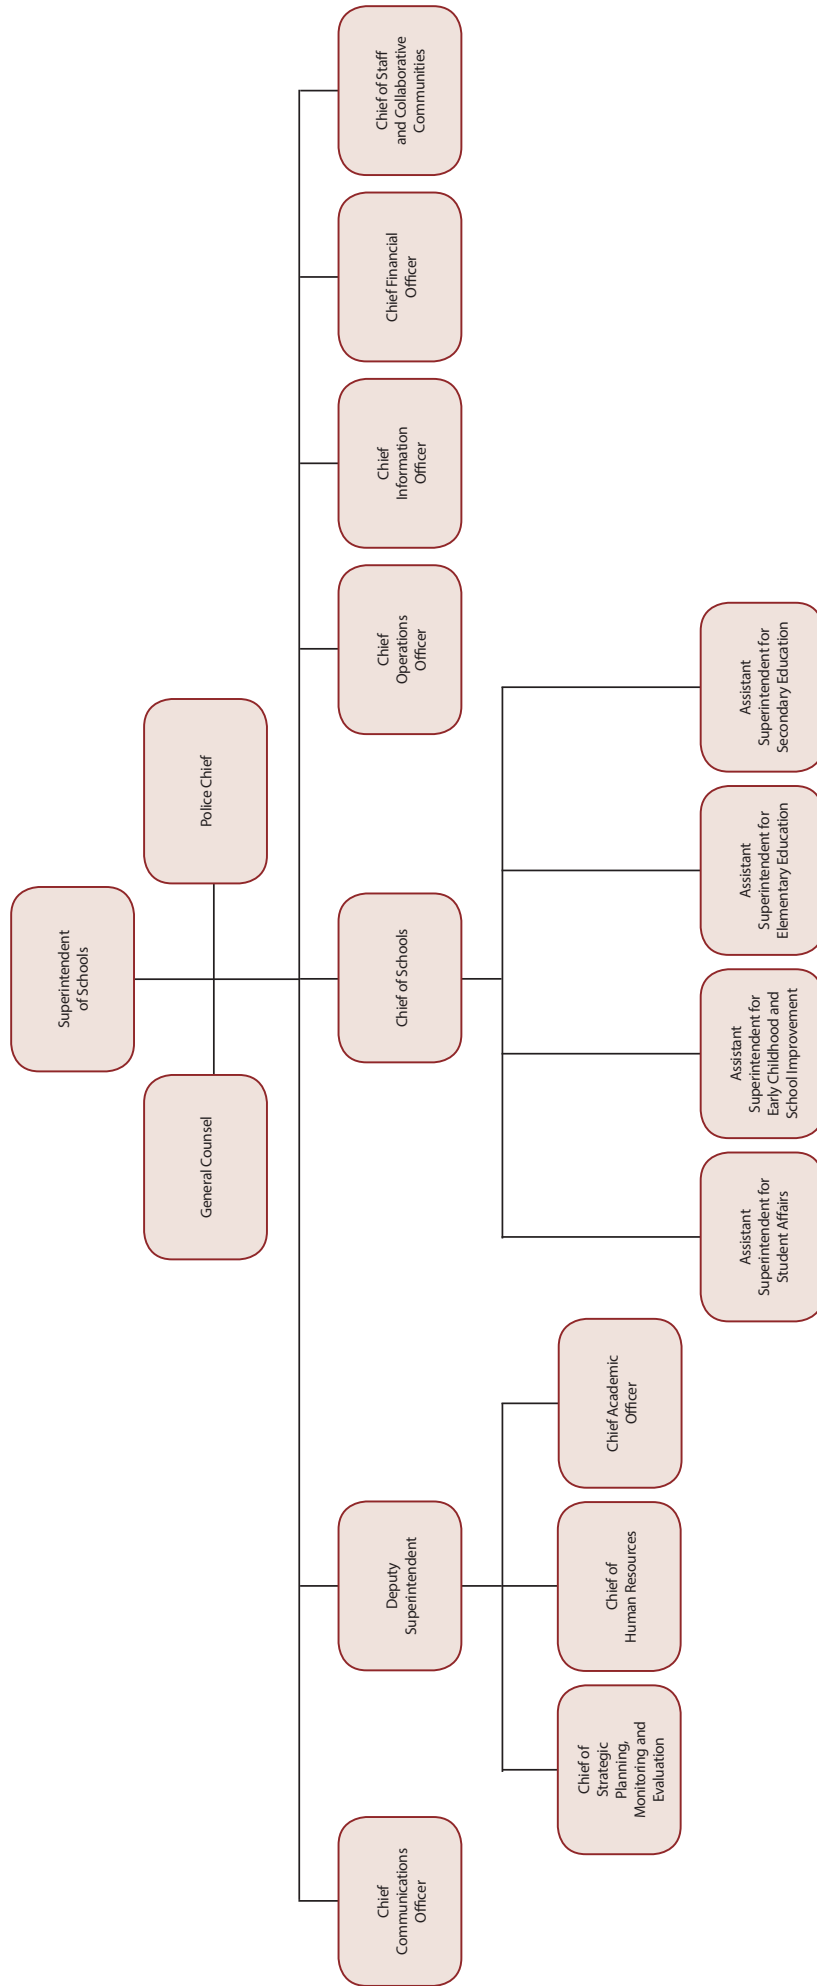 Superintendent
of Schools
General Counsel
Police Chief
Chief
Communications
Officer
Deputy
Superintendent
Chief of Schools
Chief
Operations
Officer
Chief
Information
Officer
Chief Financial
Officer
Chief of Staff
and Collaborative
Communities
Chief of
Strategic
Planning,
Monitoring and
Evaluation
Chief of
Human Resources
Chief Academic
Officer
Assistant
Superintendent for
Student Affairs
Assistant
Superintendent for
Early Childhood and
School Improvement
Assistant
Superintendent for
Elementary Education
Assistant
Superintendent for
Secondary Education